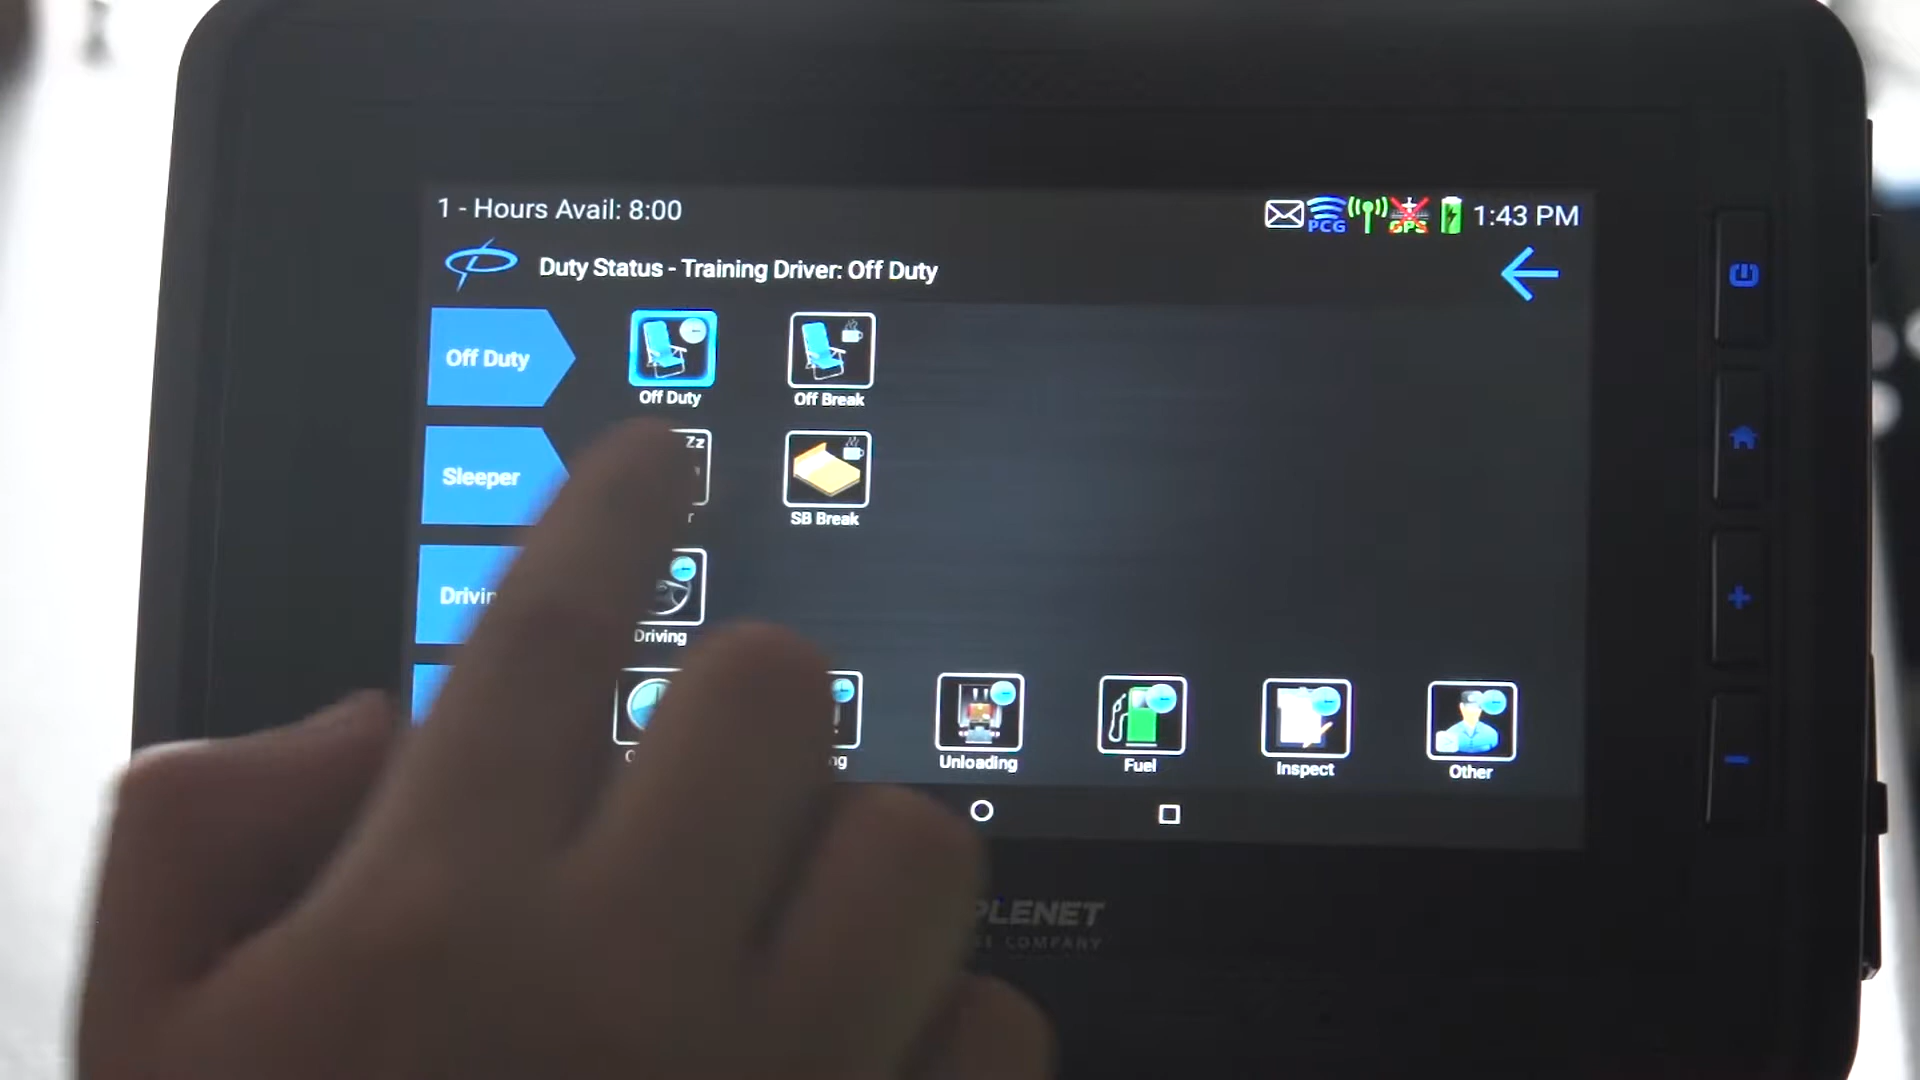 1 - Hours Avail: 8:00
PCG
GPS
1:43 PM
Duty Status - Training Driver: Off Duty
Off Duty
Off Duty
Off Break
Sleeper
Zz
SB Break
Driving
Unloading
Fuel
Inspect
Other
PLENET
COMPANY